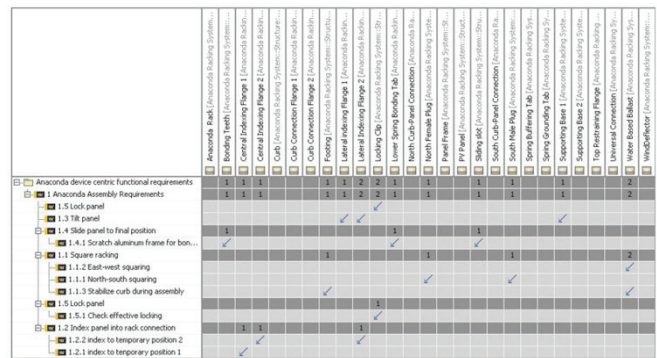 Anaconda Rack [Anaconda Racking System...
Bonding Teeth [Anaconda Racking System::...
Central Indexing Flange 1 [Anaconda Rackin...
Central Indexing Flange 2 [Anaconda Rackin...
Curb [Anaconda Racking System::Structure:...
Curb Connection Flange 1 [Anaconda Rackin...
Curb Connection Flange 2 [Anaconda Rackin...
Footing [Anaconda Racking System::Structu...
Lateral indexing Flange 1 [Anaconda Rackin...
Lateral Indexing Flange 2 [Anaconda Rackin...
Locking Clip [Anaconda Racking System::Str...
Lower Spring Bonding Tab [Anaconda Rackin...
North Curb-Panel Connection [Anaconda Ra...
North Female Plug [Anaconda Racking Syste...
Panel Frame [Anaconda Racking System::St...
PV Panel [Anaconda Racking System::Struct...
Sliding slot [Anaconda Racking System::Stru...
South Curb-Panel Connection [Anaconda Ra...
South Male Plug [Anaconda Racking System:...
Spring Buffering Tab [Anaconda Racking Sys...
Spring Grounding Tab [Anaconda Racking Sy...
Supporting Base 1 [Anaconda Racking Syste...
Supporting Base 2 [Anaconda Racking Syste...
Top Restraining Flange [Anaconda Racking ...
Universal Connection [Anaconda Racking Sy...
Water Based Ballast [Anaconda Racking Sys...
WindDeflector [Anaconda Racking System::...
Anaconda device centric functional requirements 1 1 1 1 1 2 2 1 1 1 1 1 2
1 Anaconda Assembly Requirements 1 1 1 1 1 2 2 1 1 1 1 1 2
1.5 Lock panel
1.3 Tilt panel
1.4 Slide panel to final position 1 1 1
1.4.1 Scratch aluminum frame for bon...
1.1 Square racking 1 1 1 2
1.1.2 East-west squaring
1.1.1 North-south squaring
1.1.3 Stabilize curb during assembly
1.5 Lock panel 1
1.5.1 Check effective locking
1.2 Index panel into rack connection 1 1 1
1.2.2 index to temporary position 2
1.2.1 index to temporary position 1